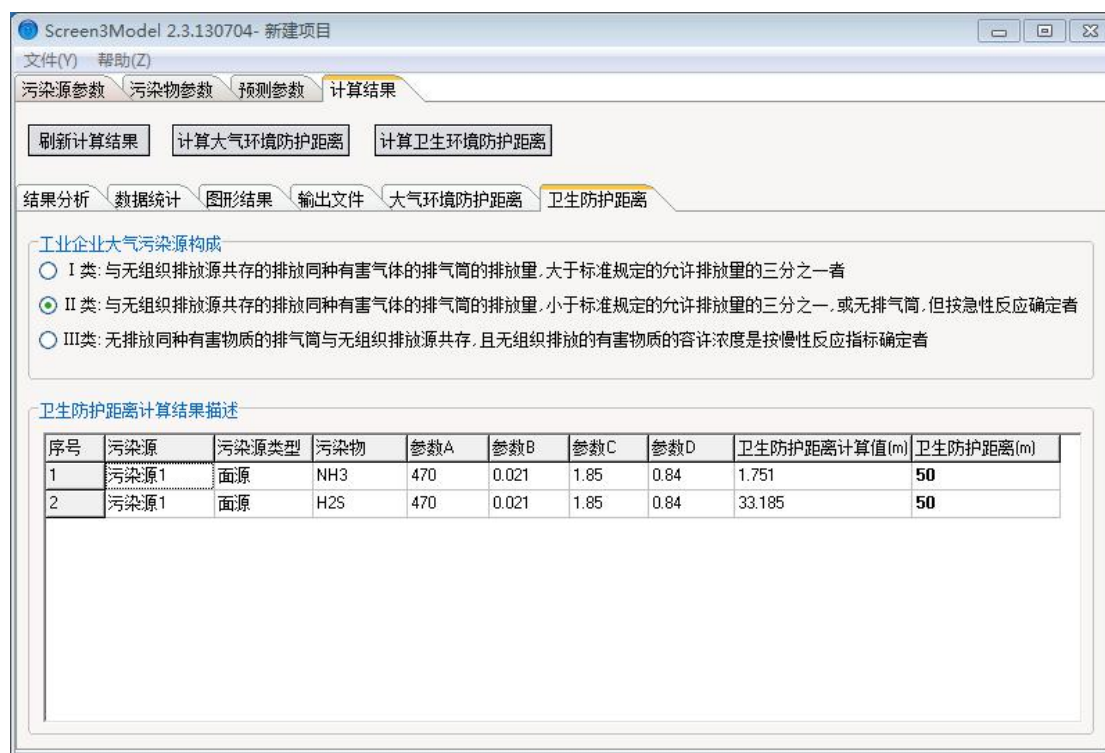 Screen3Model 2.3.130704- 新建项目
文件(Y) 帮助(Z)
污染源参数 污染物参数 预测参数 计算结果
刷新计算结果 计算大气环境防护距离 计算卫生环境防护距离
结果分析 数据统计 图形结果 输出文件 大气环境防护距离 卫生防护距离
工业企业大气污染源构成
I 类: 与无组织排放源共存的排放同种有害气体的排气筒的排放量,大于标准规定的允许排放量的三分之一者
II 类: 与无组织排放源共存的排放同种有害气体的排气筒的排放量,小于标准规定的允许排放量的三分之一,或无排气筒,但按急性反应确定者
III类: 无排放同种有害物质的排气筒与无组织排放源共存,且无组织排放的有害物质的容许浓度是按慢性反应指标确定者
卫生防护距离计算结果描述
序号 污染源 污染源类型 污染物 参数A 参数B 参数C 参数D 卫生防护距离计算值(m) 卫生防护距离(m)
1 污染源1 面源 NH3 470 0.021 1.85 0.84 1.751 50
2 污染源1 面源 H2S 470 0.021 1.85 0.84 33.185 50